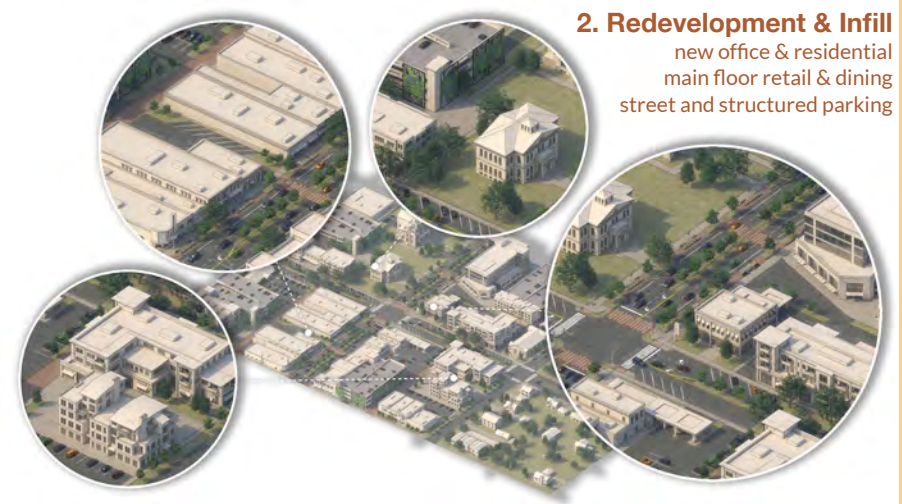 2. Redevelopment & Infill
new office & residential
main floor retail & dining
street and structured parking